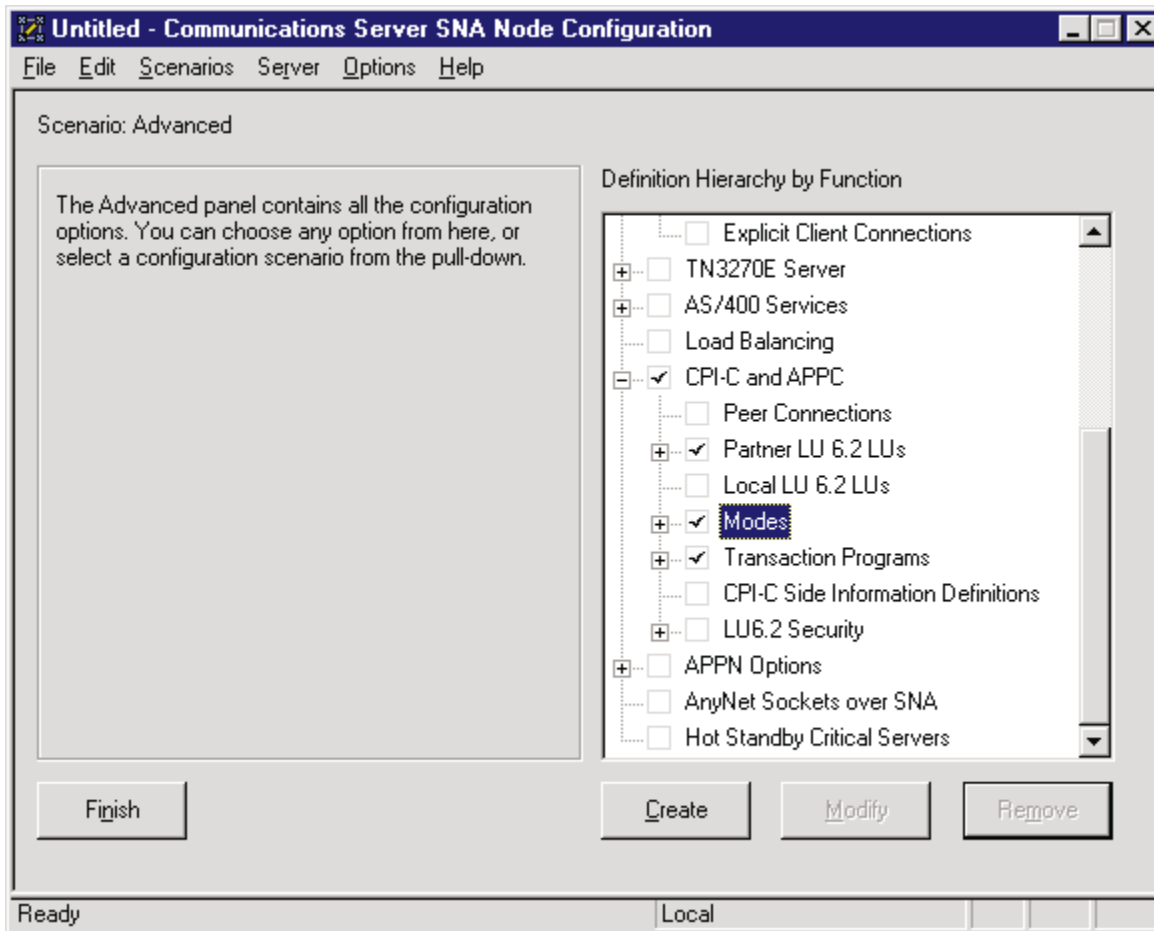 Untitled - Communications Server SNA Node Configuration
File Edit Scenarios Server Options Help
Scenario: Advanced
The Advanced panel contains all the configuration
options. You can choose any option from here, or
select a configuration scenario from the pull-down.
Definition Hierarchy by Function
Explicit Client Connections
TN3270E Server
AS/400 Services
Load Balancing
CPI-C and APPC
Peer Connections
Partner LU 6.2 LUs
Local LU 6.2 LUs
Modes
Transaction Programs
CPI-C Side Information Definitions
LU6.2 Security
APPN Options
AnyNet Sockets over SNA
Hot Standby Critical Servers
Finish
Create Modify Remove
Ready Local